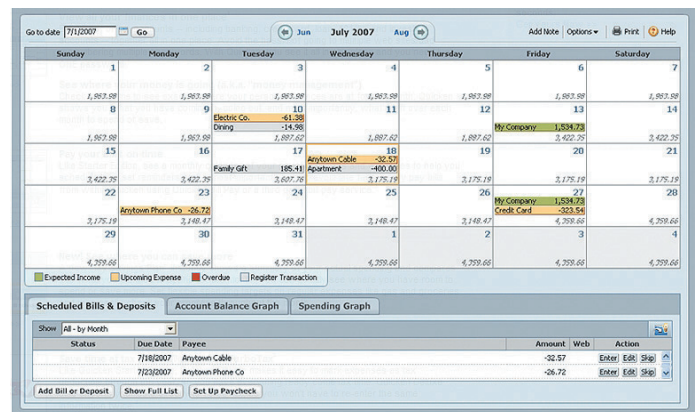 Go to date 7/1/2007 Go Jun July 2007 Aug Add Note Options Print Help
Sunday Monday Tuesday Wednesday Thursday Friday Saturday
1 2 3 4 5 6 7
1,963.98 1,963.98 1,963.98 1,963.98 1,963.98 1,963.98 1,963.98
8 9 10 11 12 13 14
Electric Co. -61.38
Dining -14.98 My Company 1,534.73
1,963.98 1,963.98 1,887.62 1,887.62 1,887.62 3,422.35 3,422.35
15 16 17 18 19 20 21
Anytown Cable -32.57
Family Gift 185.41 Apartment -400.00
3,422.35 3,422.35 3,607.76 3,175.19 3,175.19 3,175.19 3,175.19
22 23 24 25 26 27 28
My Company 1,534.73
Anytown Phone Co -26.72 Credit Card -323.54
3,175.19 3,148.47 3,148.47 3,148.47 3,148.47 4,359.66 4,359.66
29 30 31 1 2 3 4
4,359.66 4,359.66 4,359.66 4,359.66 4,359.66 4,359.66 4,359.66
Expected Income Upcoming Expense Overdue Register Transaction
Scheduled Bills & Deposits Account Balance Graph Spending Graph
Show All - by Month
Status Due Date Payee Amount Web Action
7/18/2007 Anytown Cable -32.57 Enter Edit Skip
7/23/2007 Anytown Phone Co -26.72 Enter Edit Skip
Add Bill or Deposit Show Full List Set Up Paycheck